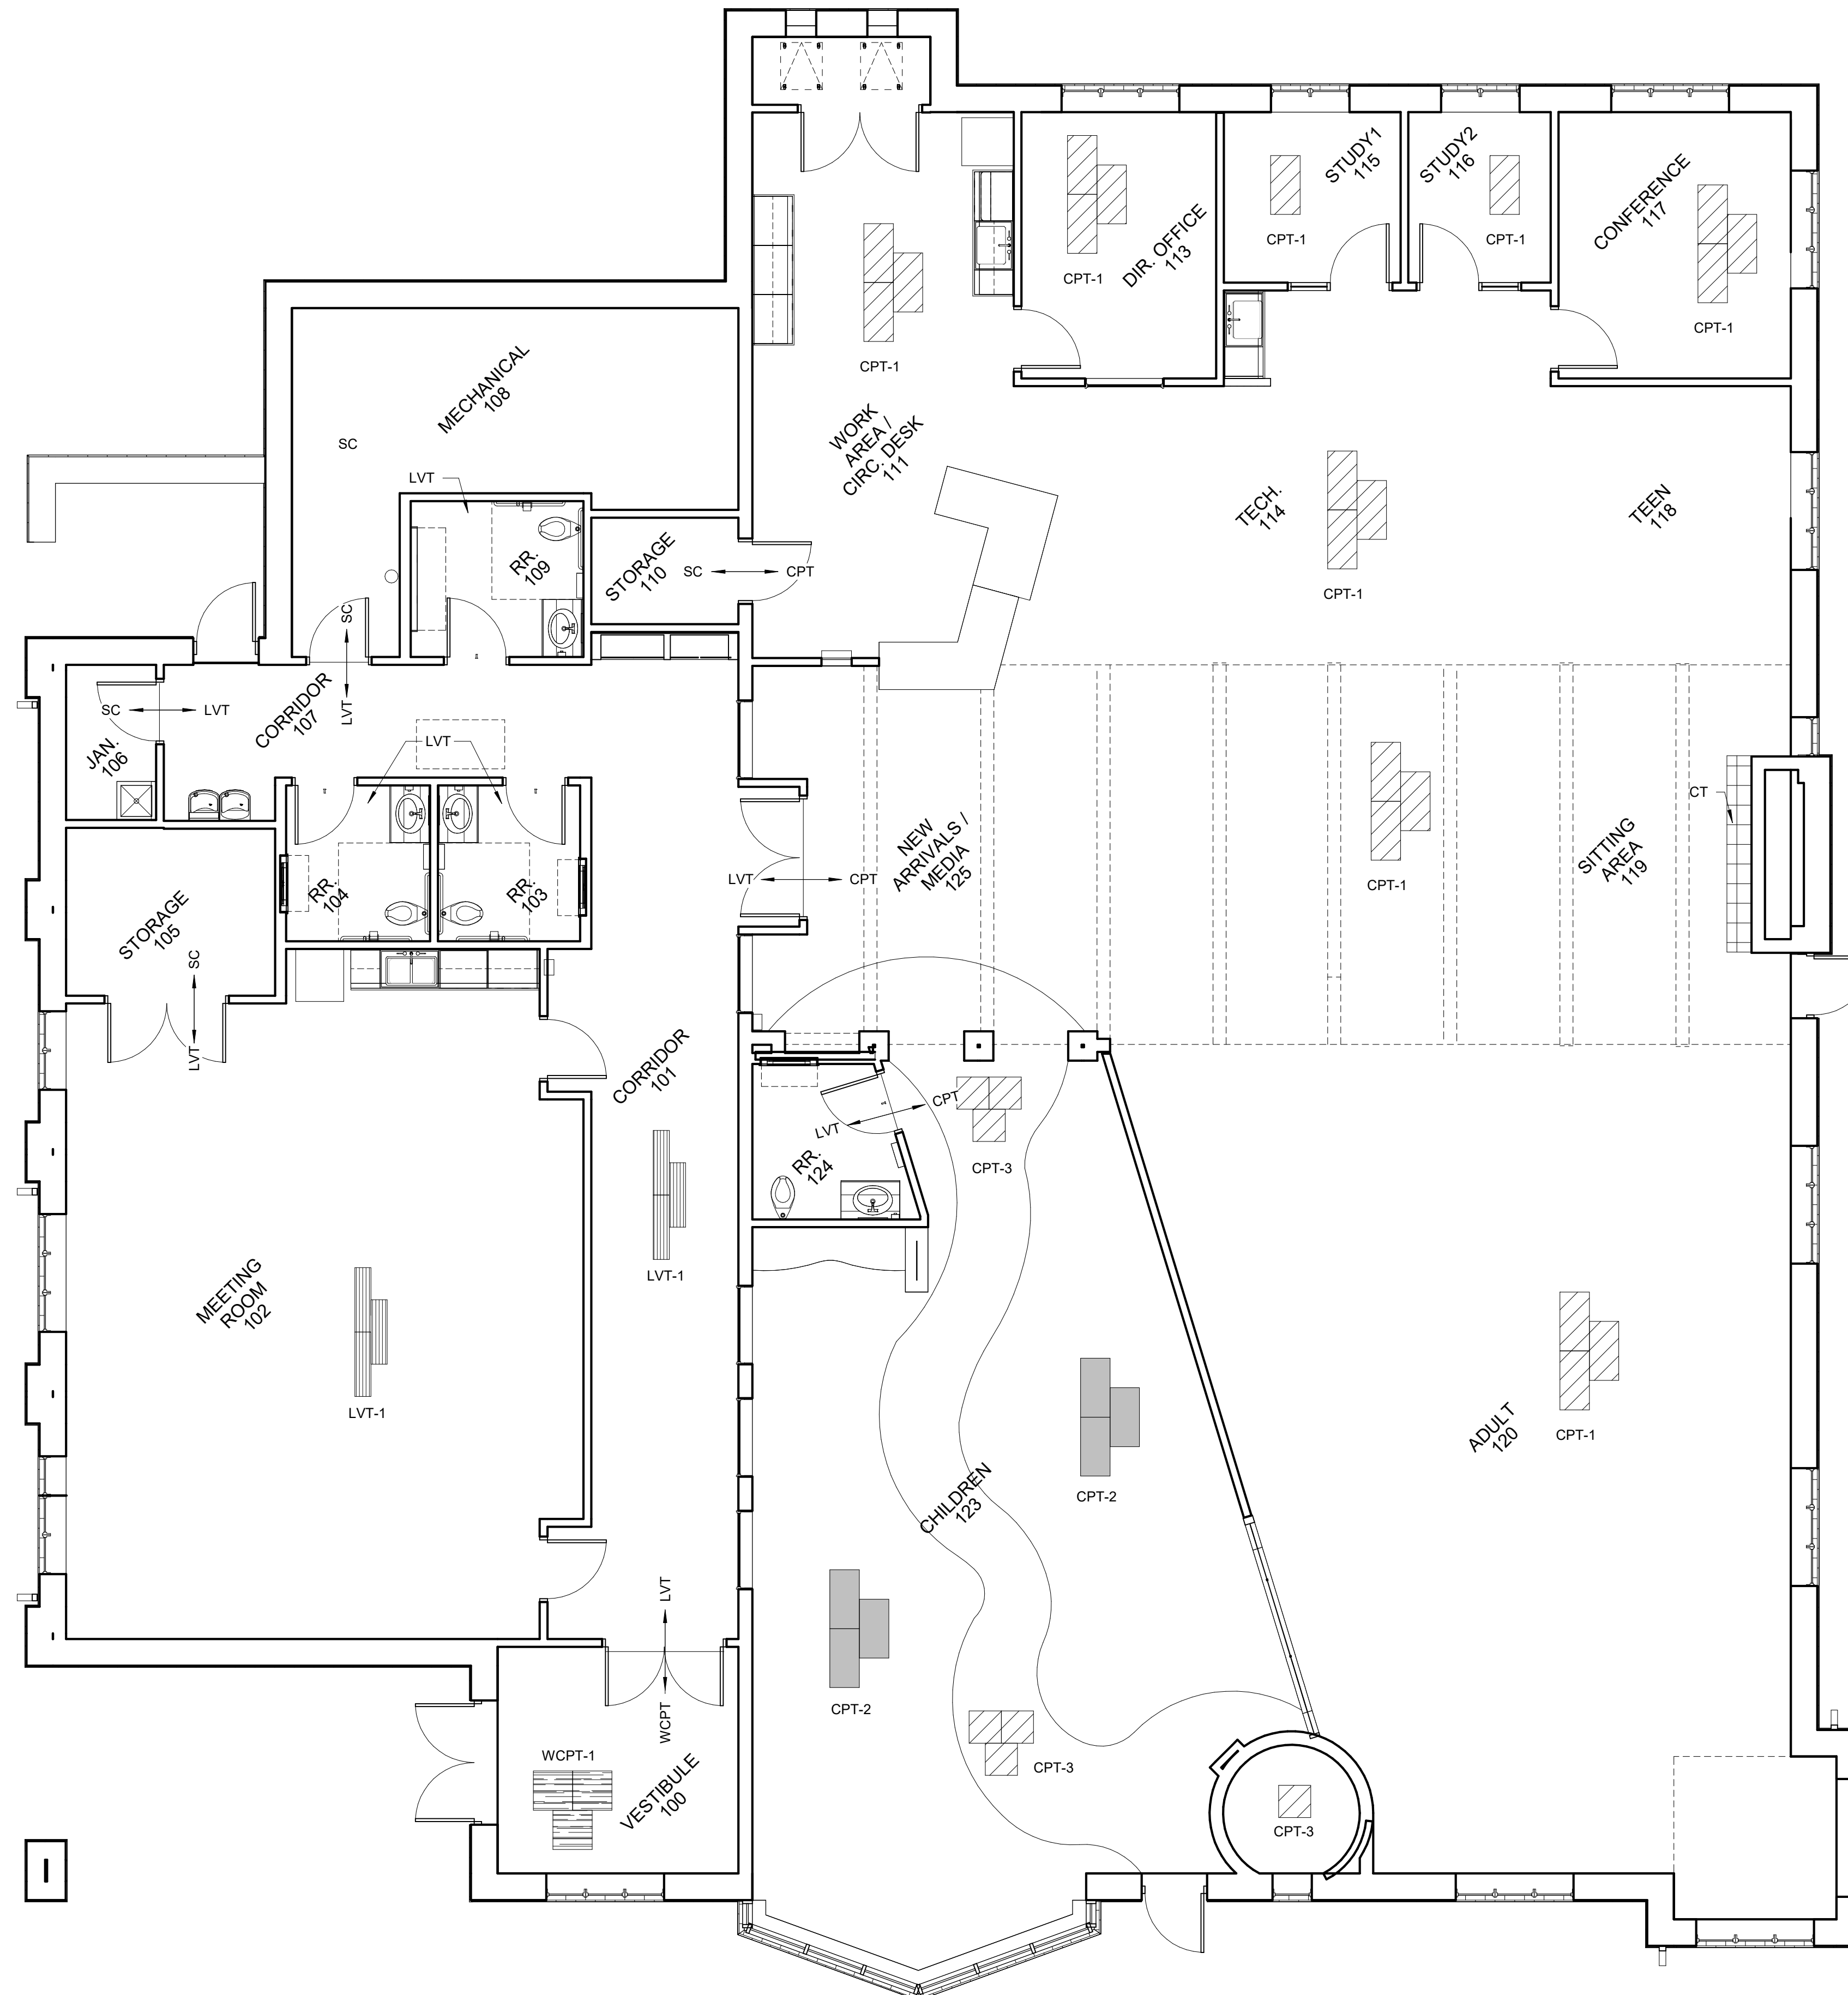 STUDY1
115
STUDY2
116
CONFERENCE
117
DIR. OFFICE
113
CPT-1
CPT-1
CPT-1
CPT-1
CPT-1
MECHANICAL
108
SC
LVT
WORK
AREA /
CIRC. DESK
111
TECH.
114
TEEN
118
RR.
109
STORAGE
110
SC
CPT
CPT-1
SC
LVT
CORRIDOR
107
SC
LVT
JAN.
106
LVT
CT
NEW
ARRIVALS /
MEDIA
125
LVT
CPT
CPT-1
SITTING
AREA
119
RR.
104
RR.
103
STORAGE
105
SC
LVT
CORRIDOR
101
CPT
LVT
RR.
124
CPT-3
LVT-1
MEETING
ROOM
102
LVT-1
ADULT
120
CPT-1
CHILDREN
123
CPT-2
CPT-2
LVT
WCPT
WCPT-1
VESTIBULE
100
CPT-3
CPT-3